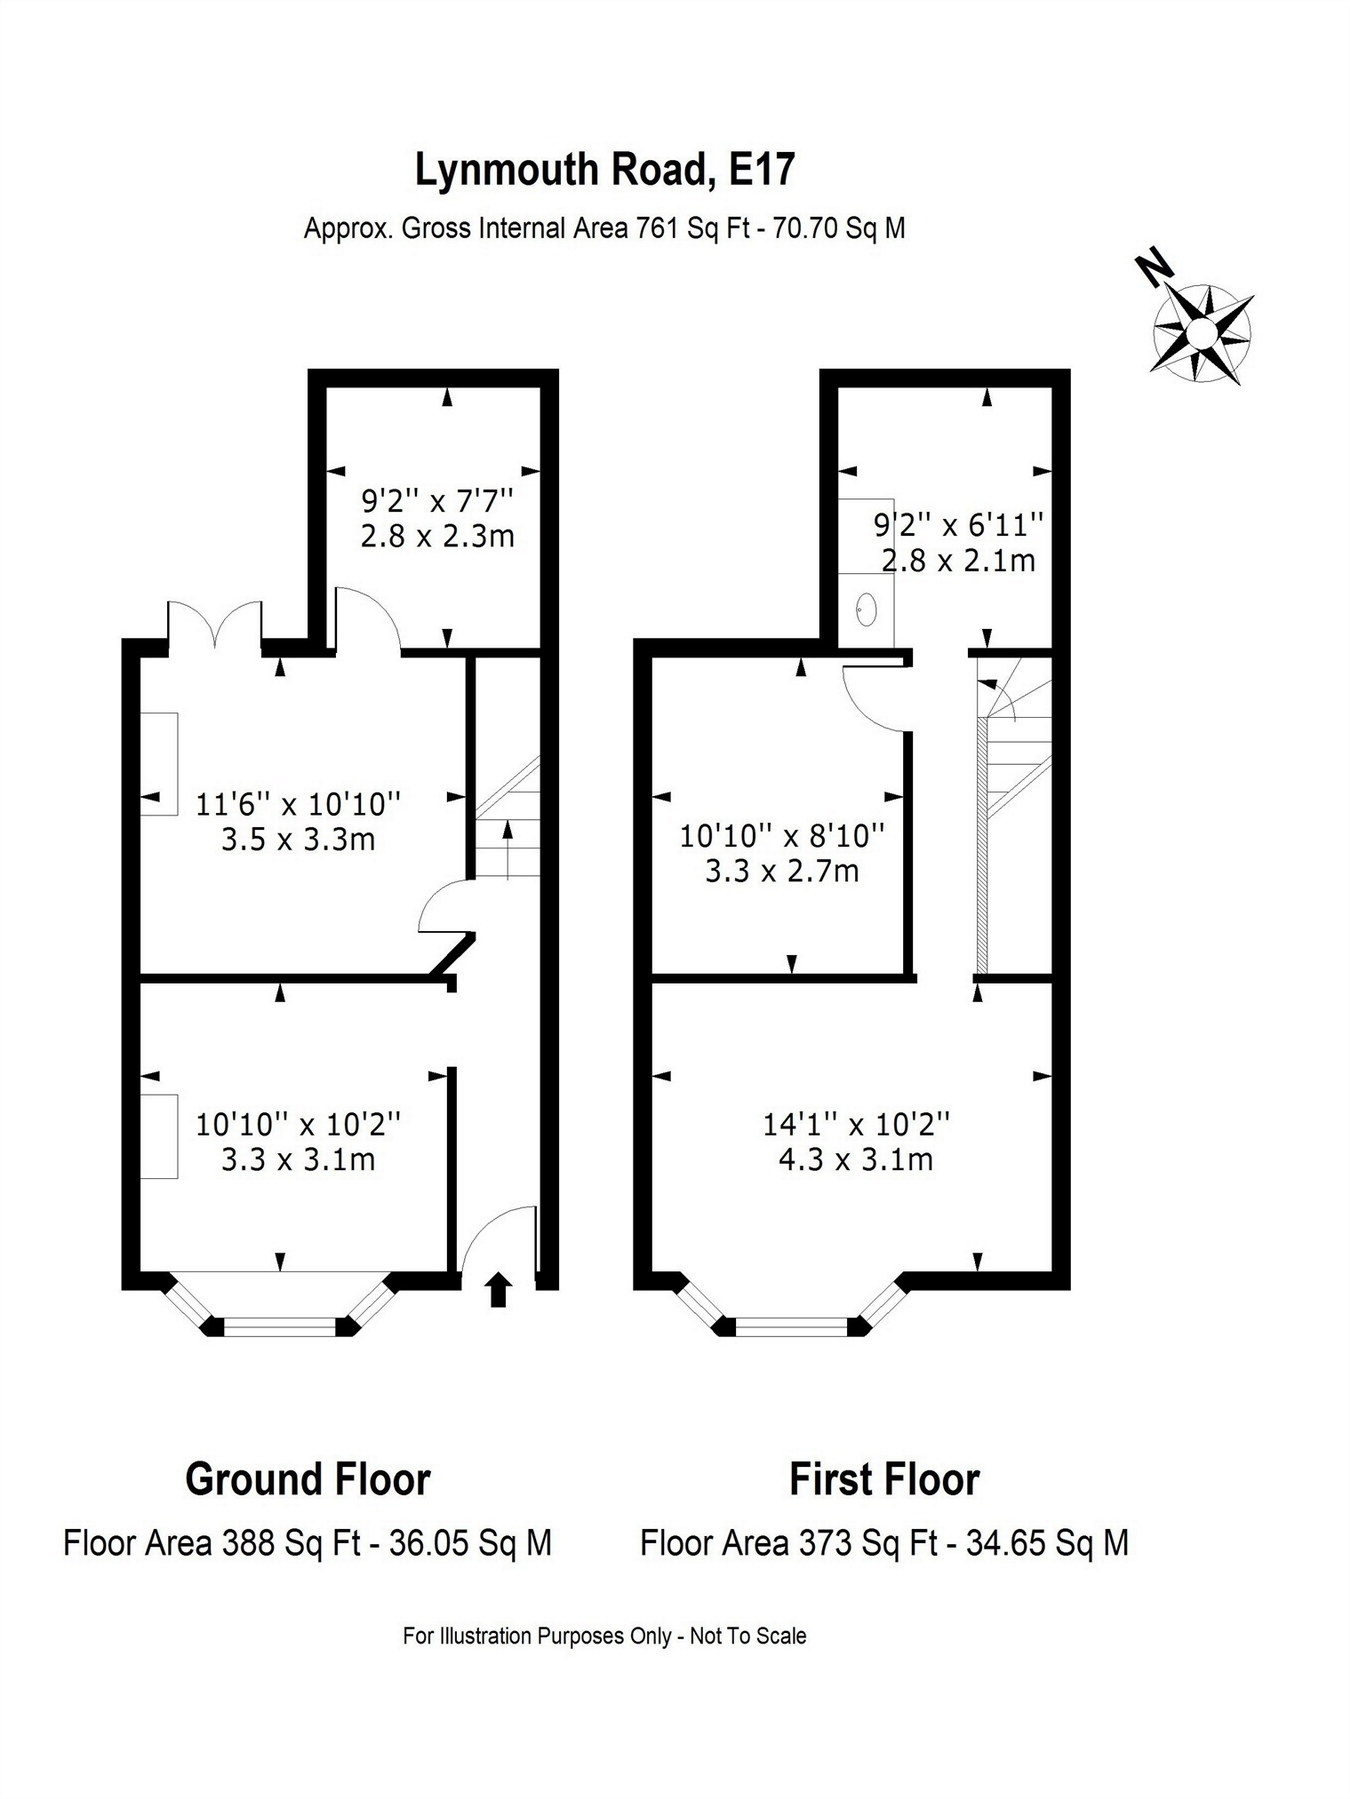 Lynmouth Road, E17
Approx. Gross Internal Area 761 Sq Ft - 70.70 Sq M
N
9'2'' x 7'7''
2.8 x 2.3m
9'2'' x 6'11''
2.8 x 2.1m
11'6'' x 10'10''
3.5 x 3.3m
10'10'' x 8'10''
3.3 x 2.7m
10'10'' x 10'2''
3.3 x 3.1m
14'1'' x 10'2''
4.3 x 3.1m
Ground Floor
Floor Area 388 Sq Ft - 36.05 Sq M
First Floor
Floor Area 373 Sq Ft - 34.65 Sq M
For Illustration Purposes Only - Not To Scale